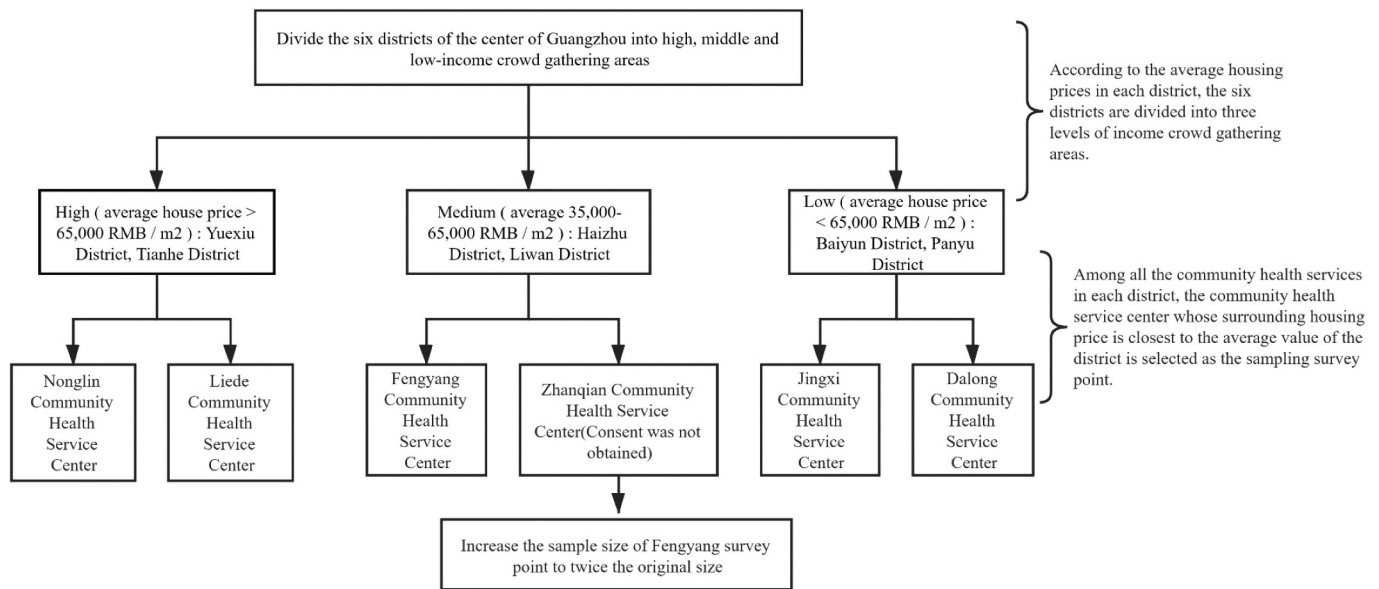 Divide the six districts of the center of Guangzhou into high, middle and
low-income crowd gathering areas
According to the average housing
prices in each district, the six
districts are divided into three
levels of income crowd gathering
areas.
High ( average house price >
65,000 RMB / m2 ) : Yuexiu
District, Tianhe District
Medium ( average 35,000-
65,000 RMB / m2 ) : Haizhu
District, Liwan District
Low ( average house price
< 65,000 RMB / m2 ) :
Baiyun District, Panyu
District
Among all the community health services
in each district, the community health
service center whose surrounding housing
price is closest to the average value of the
district is selected as the sampling survey
point.
Nonglin
Community
Health
Service
Center
Liede
Community
Health
Service
Center
Fengyang
Community
Health
Service
Center
Zhanqian Community
Health Service
Center(Consent was not
obtained)
Jingxi
Community
Health
Service
Center
Dalong
Community
Health
Service
Center
Increase the sample size of Fengyang survey
point to twice the original size